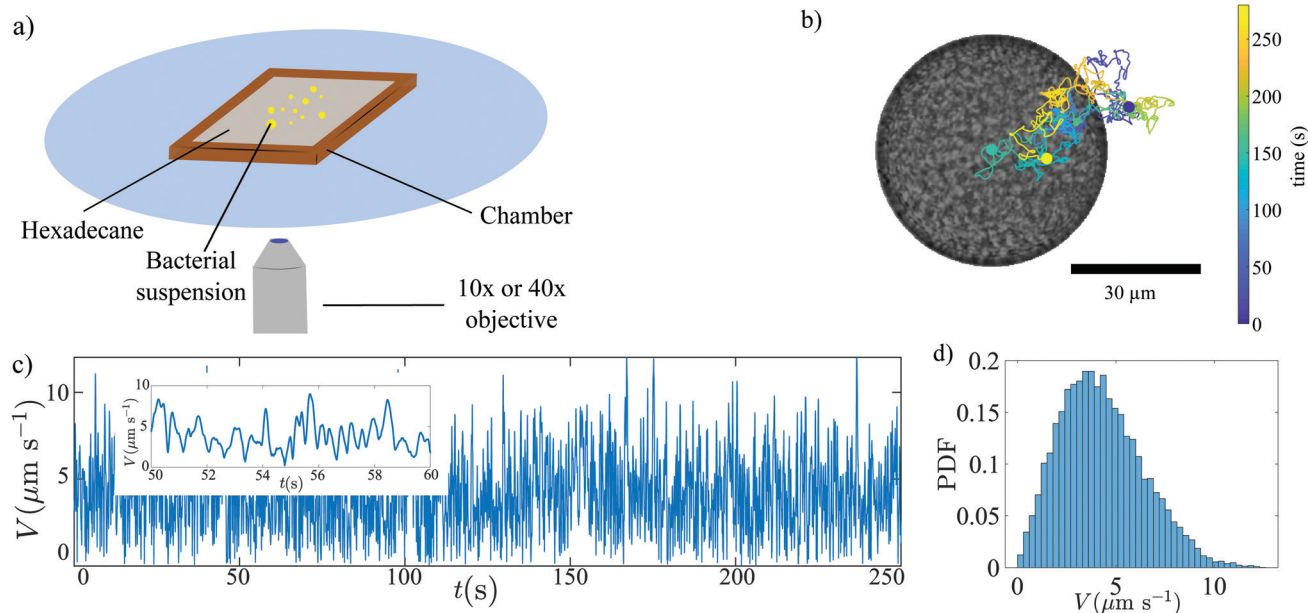 a)
Hexadecane
Bacterial
suspension
Chamber
10x or 40x
objective
b)
30 µm
250
200
150
100
50
0
time (s)
c)
V(µm s⁻¹)
10
5
0
0
50
100
150
200
250
t(s)
V(µm s⁻¹)
10
5
0
50
52
54
56
58
60
t(s)
d)
PDF
0.2
0.15
0.1
0.05
0
0
5
10
V(µm s⁻¹)